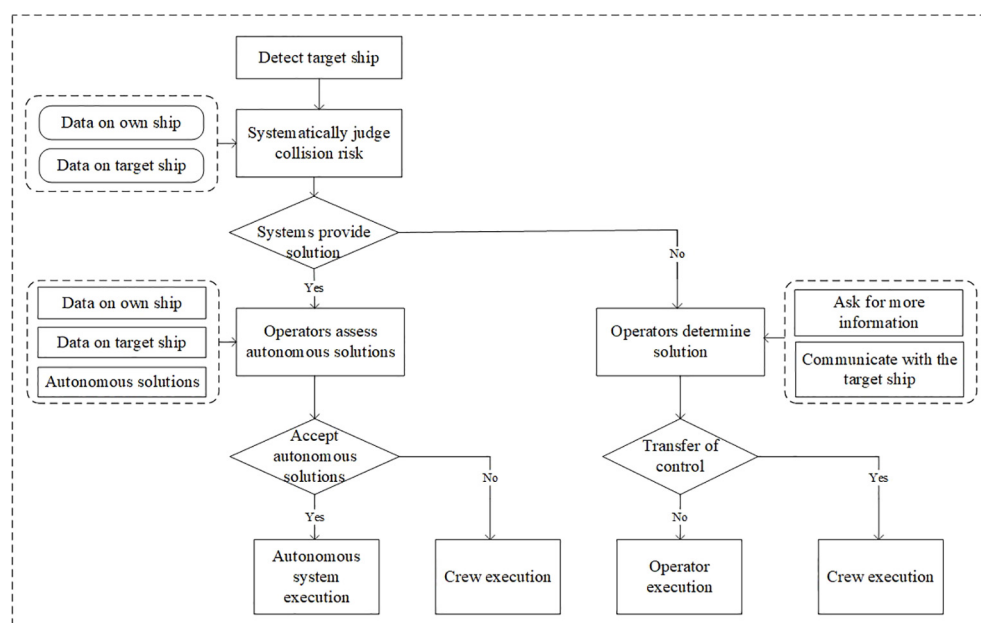 Detect target ship
Data on own ship
Data on target ship
Systematically judge
collision risk
Systems provide
solution
No
Yes
Data on own ship
Data on target ship
Autonomous solutions
Operators assess
autonomous solutions
Operators determine
solution
Ask for more
information
Communicate with the
target ship
Accept
autonomous
solutions
No
Yes
Transfer of
control
Yes
No
Autonomous
system
execution
Crew execution
Operator
execution
Crew execution